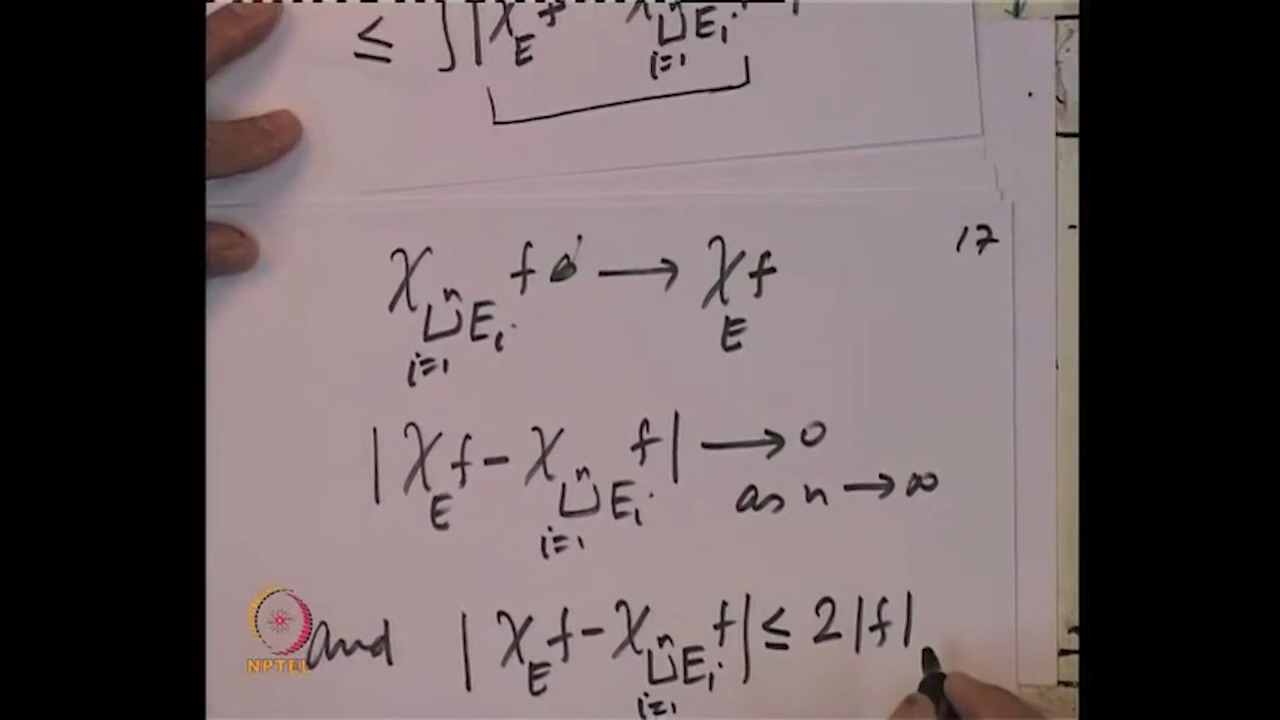 ≤ ∫|χ_E f χ_{⊔_{i=1} E_i}
17
χ_{⊔_{i=1}^{n} E_i} f → χ_E f
|χ_E f - χ_{⊔_{i=1}^{n} E_i} f| → 0
as n → ∞
and |χ_E f - χ_{⊔_{i=1}^{n} E_i} f| ≤ 2|f|
NPTEL